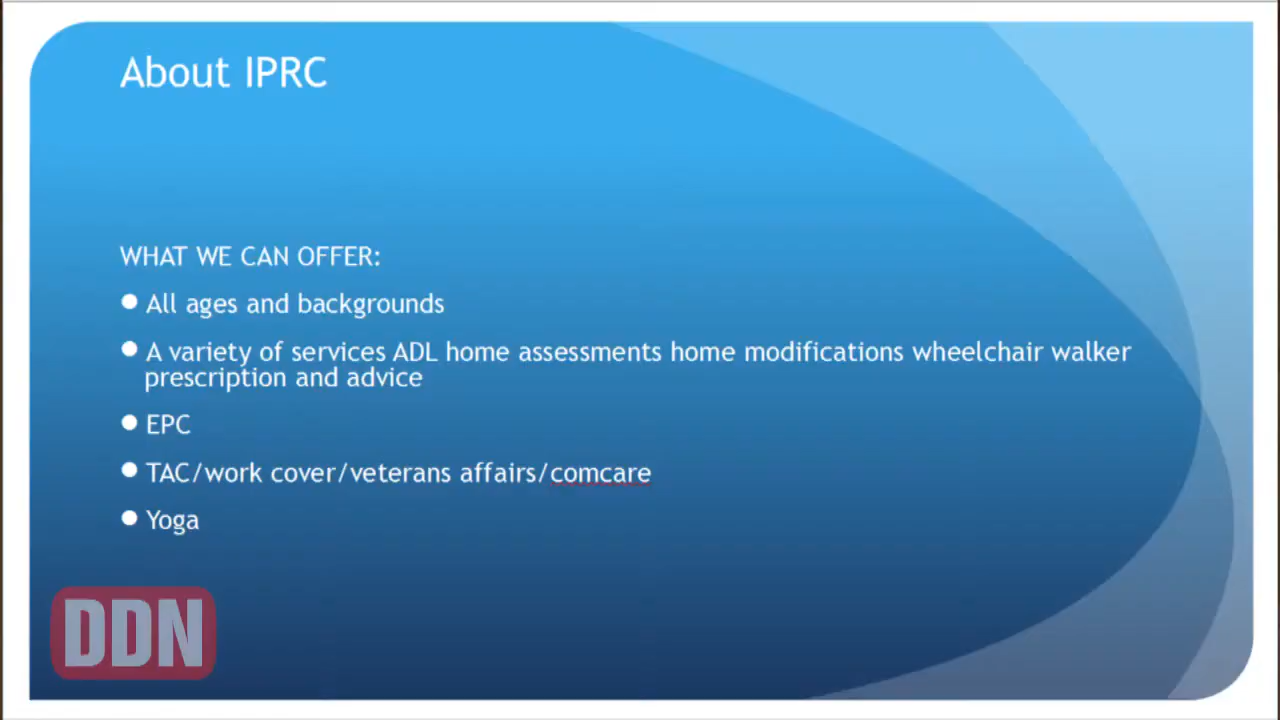 About IPRC
WHAT WE CAN OFFER:
All ages and backgrounds
A variety of services ADL home assessments home modifications wheelchair walker
prescription and advice
EPC
TAC/work cover/veterans affairs/comcare
Yoga
DDN